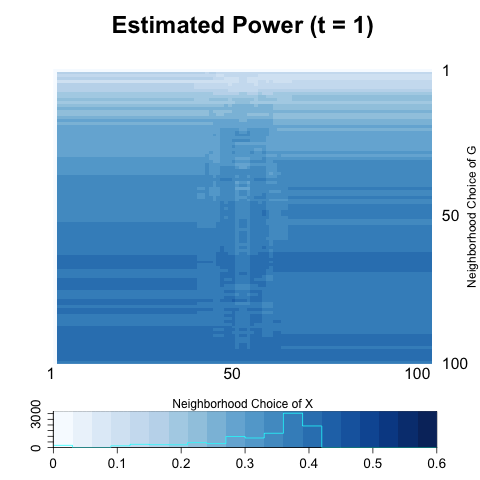 Estimated Power (t = 1)
1
Neighborhood Choice of G
50
100
1 50 100
Neighborhood Choice of X
3000
0
0 0.1 0.2 0.3 0.4 0.5 0.6